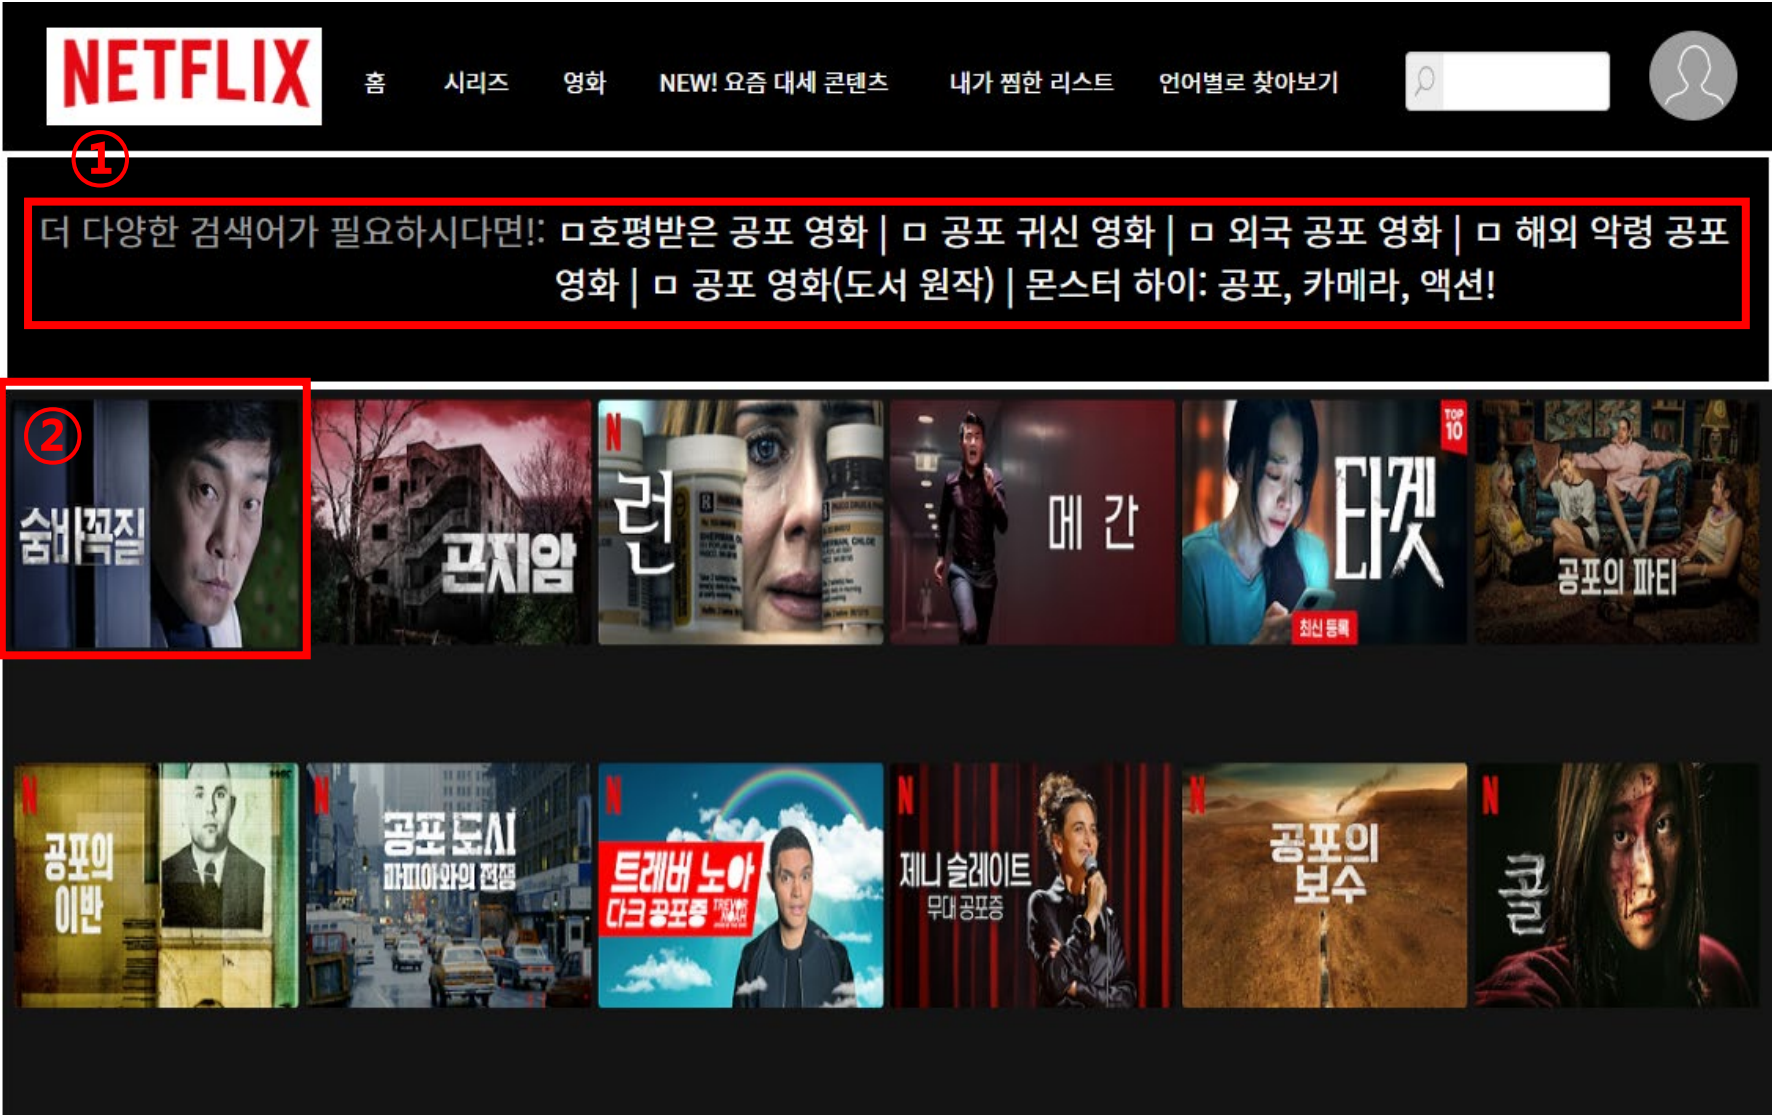 NETFLIX 홈 시리즈 영화 NEW! 요즘 대세 콘텐츠 내가 찜한 리스트 언어별로 찾아보기
①
더 다양한 검색어가 필요하시다면!: ㅁ호평받은 공포 영화 | ㅁ 공포 귀신 영화 | ㅁ 외국 공포 영화 | ㅁ 해외 악령 공포
영화 | ㅁ 공포 영화(도서 원작) | 몬스터 하이: 공포, 카메라, 액션!
②
숨바꼭질
곤지암
N
런
메간
TOP
10
타겟
최신 등록
공포의 파티
N
공포의
이반
N
공포 도시
마피아와의 전쟁
N
트레버 노아
다크 공포증 TREVOR
NOAH
N
제니 슬레이트
무대 공포증
N
공포의
보수
N
콜